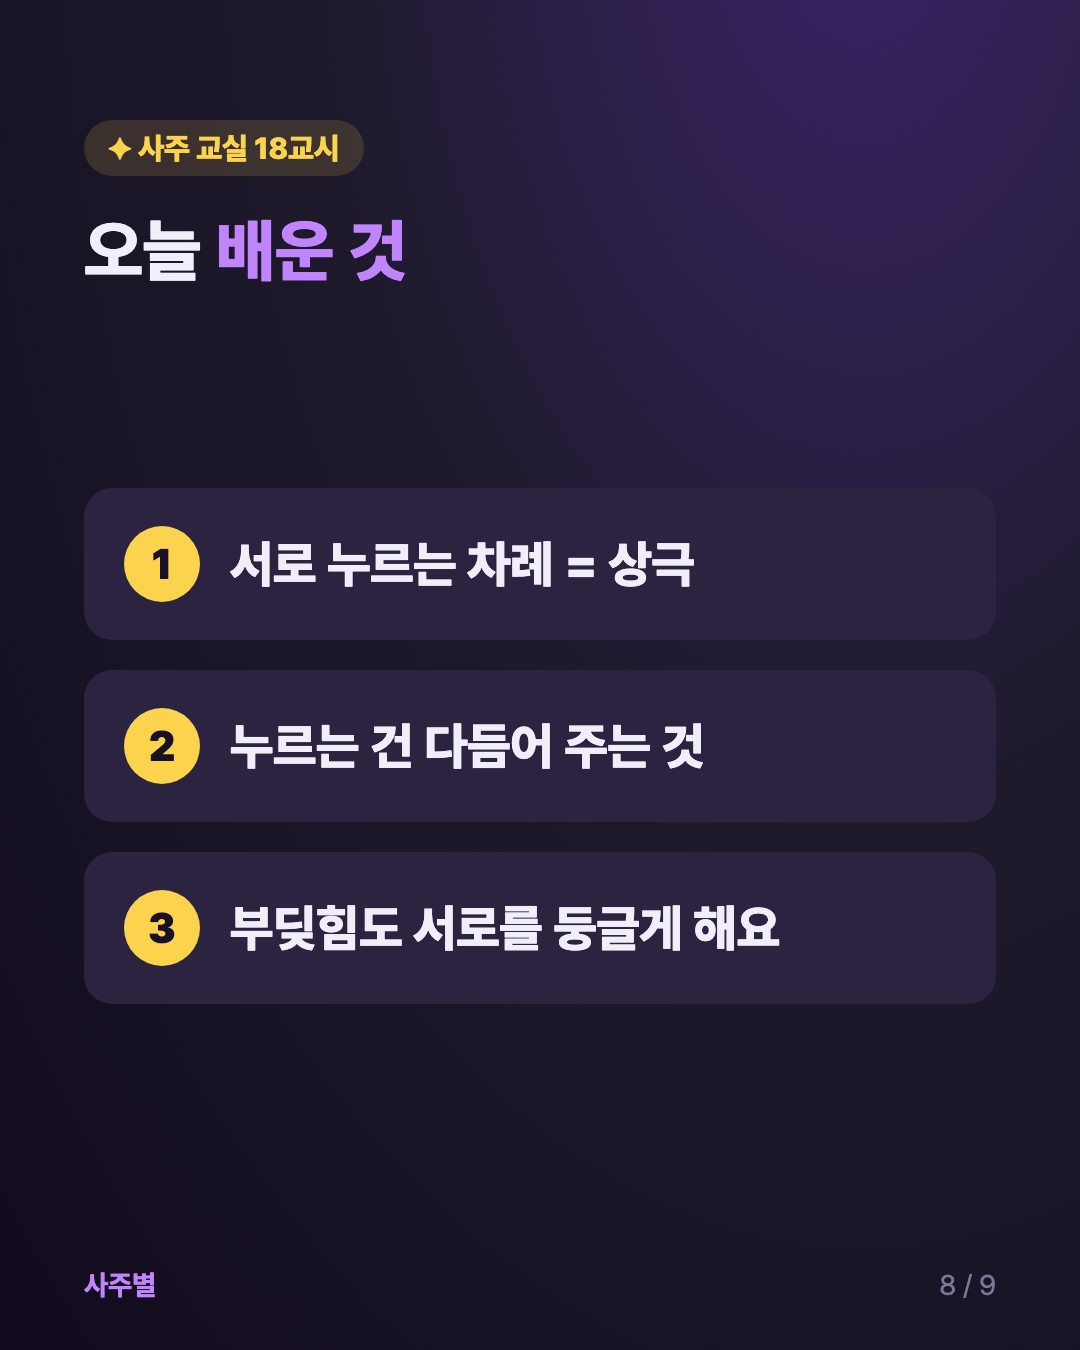 ✦ 사주 교실 18교시
오늘 배운 것
1 서로 누르는 차례 = 상극
2 누르는 건 다듬어 주는 것
3 부딪힘도 서로를 둥글게 해요
사주별
8 / 9